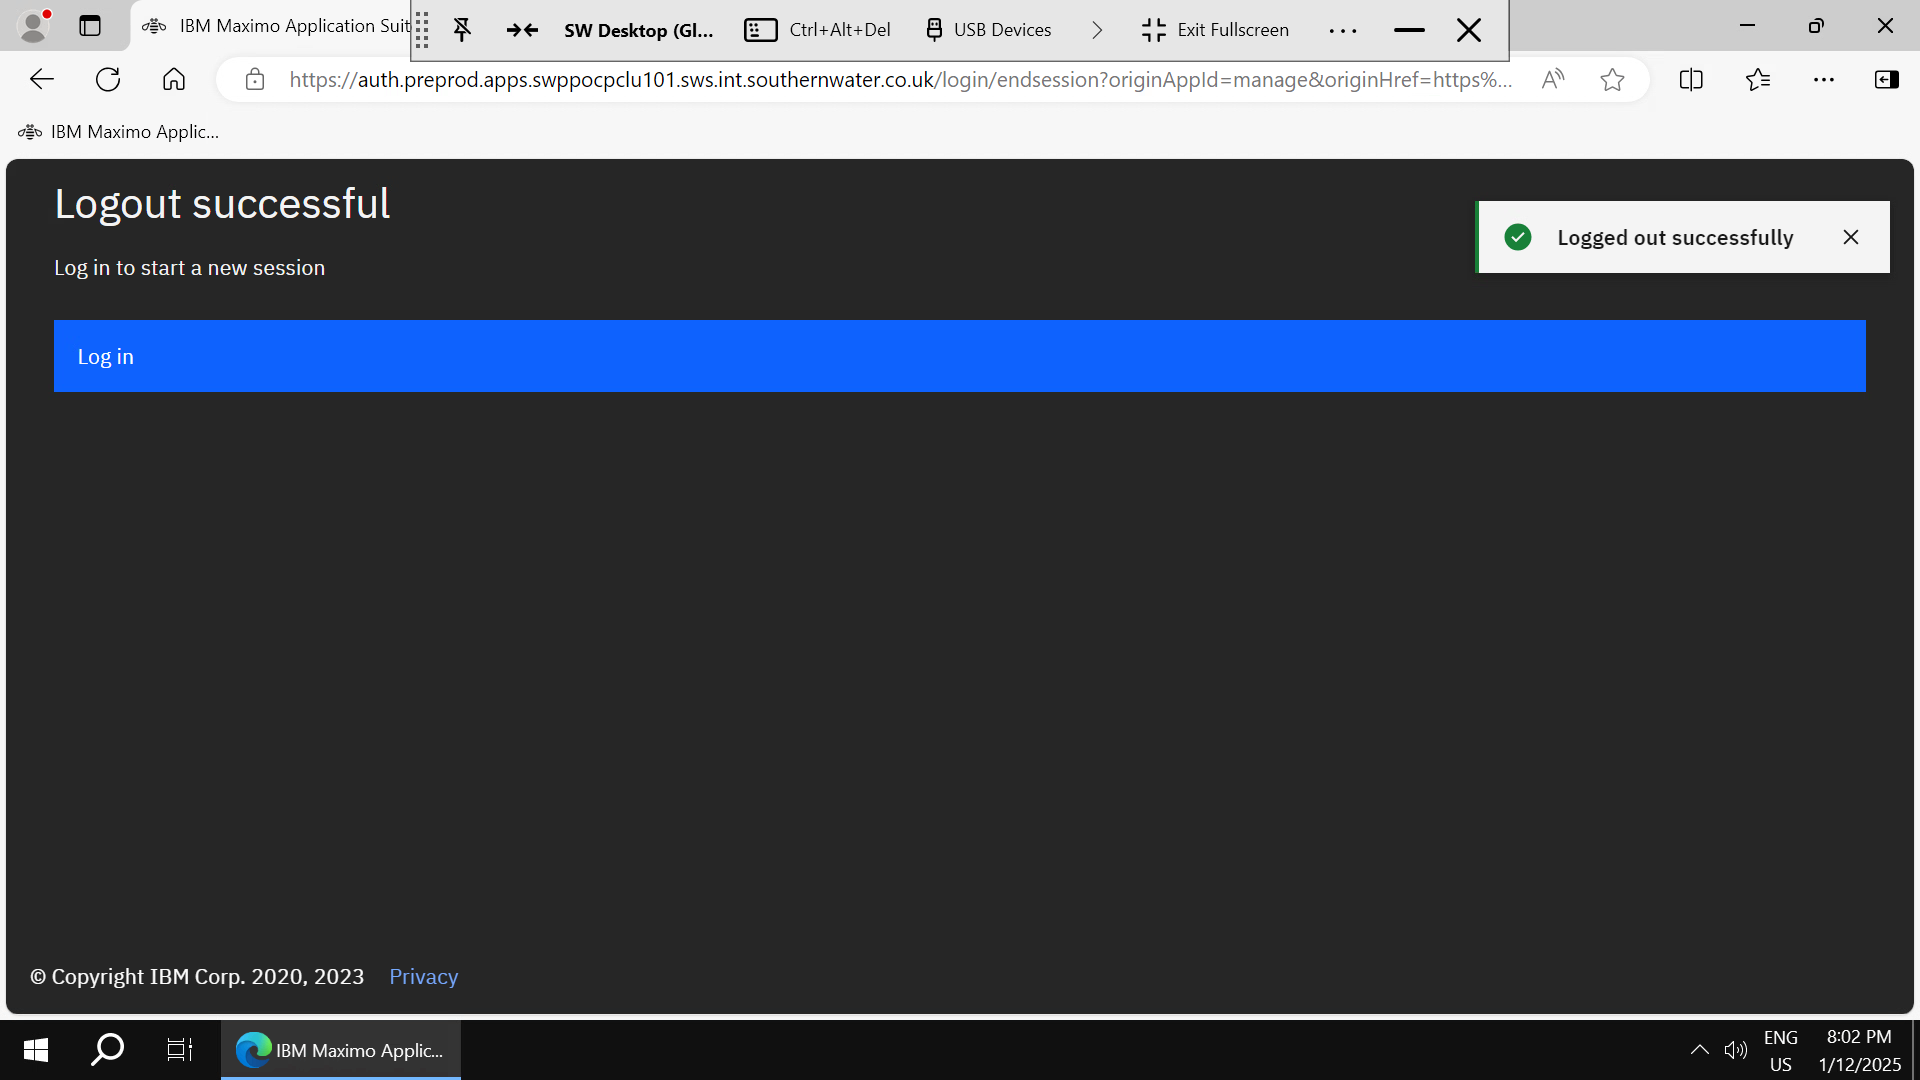 IBM Maximo Application Suit
SW Desktop (Gl...
Ctrl+Alt+Del
USB Devices
Exit Fullscreen
https://auth.preprod.apps.swppocpclu101.sws.int.southernwater.co.uk/login/endsession?originAppId=manage&originHref=https%...
IBM Maximo Applic...
Logout successful
Logged out successfully
Log in to start a new session
Log in
© Copyright IBM Corp. 2020, 2023 Privacy
IBM Maximo Applic...
ENG
US
8:02 PM
1/12/2025